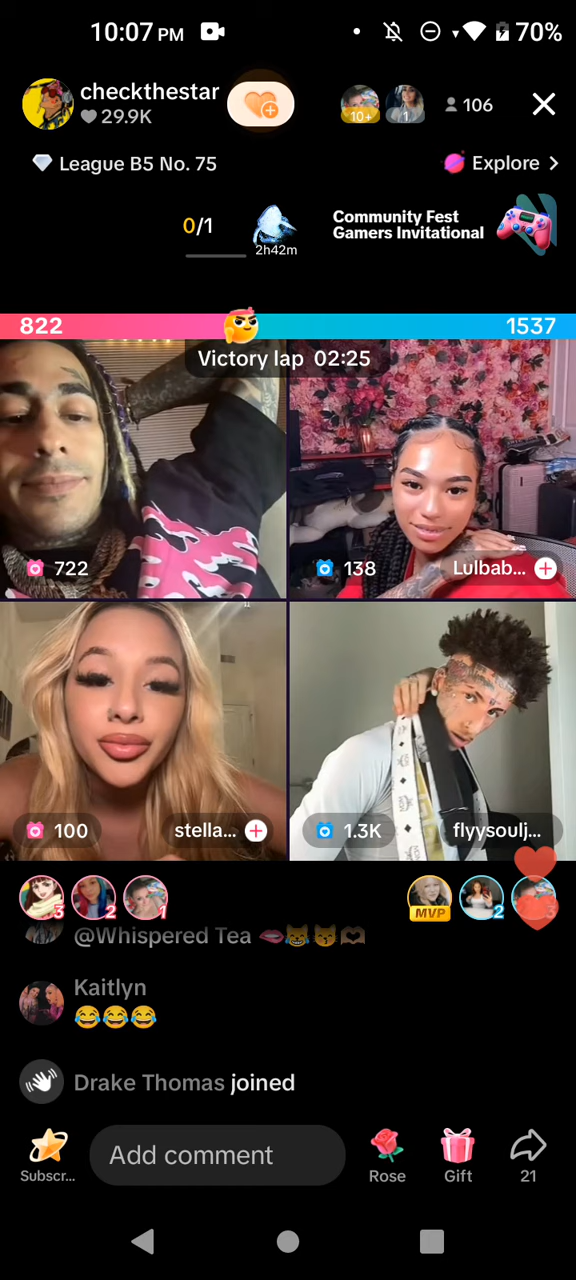 10:07 PM
70%
checkthestar
29.9K
10+
1
106
League B5 No. 75
Explore >
0/1
2h42m
Community Fest
Gamers Invitational
822
1537
Victory lap 02:25
722
138
Lulbab...
100
stella...
1.3K
flyysoulj...
3
2
1
MVP
2
3
@Whispered Tea 🫦😹😽🫶🏽
Kaitlyn
😂😂😂
Drake Thomas joined
Add comment
Subscr...
Rose
Gift
21